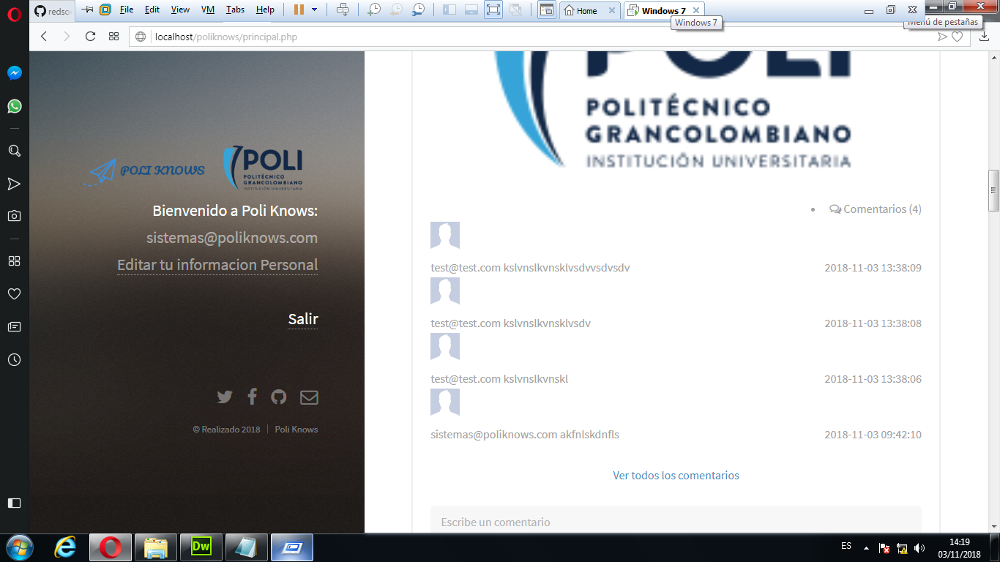 redso
File Edit View VM Tabs Help
Home
Windows 7
Windows 7
Menú de pestañas
localhost/poliknows/principal.php
POLI
POLITÉCNICO
GRANCOLOMBIANO
INSTITUCIÓN UNIVERSITARIA
POLI KNOWS
POLI
POLITÉCNICO
GRANCOLOMBIANO
INSTITUCIÓN UNIVERSITARIA
Bienvenido a Poli Knows:
sistemas@poliknows.com
Editar tu informacion Personal
Salir
© Realizado 2018 | Poli Knows
Comentarios (4)
test@test.com kslvnslkvnsklvsdvvsdvsdv 2018-11-03 13:38:09
test@test.com kslvnslkvnsklvsdv 2018-11-03 13:38:08
test@test.com kslvnslkvnskl 2018-11-03 13:38:06
sistemas@poliknows.com akfnlskdnfls 2018-11-03 09:42:10
Ver todos los comentarios
Escribe un comentario
Dw
ES
14:19
03/11/2018